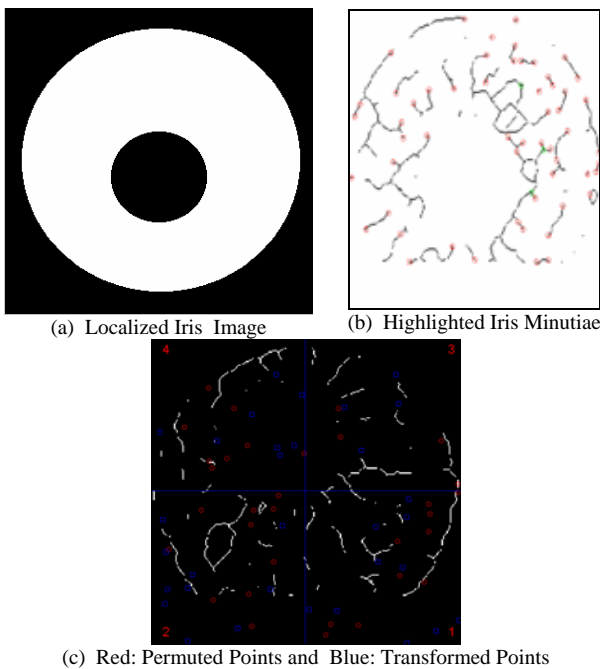 (a) Localized Iris Image
(b) Highlighted Iris Minutiae
4 3
2 1
(c) Red: Permuted Points and Blue: Transformed Points